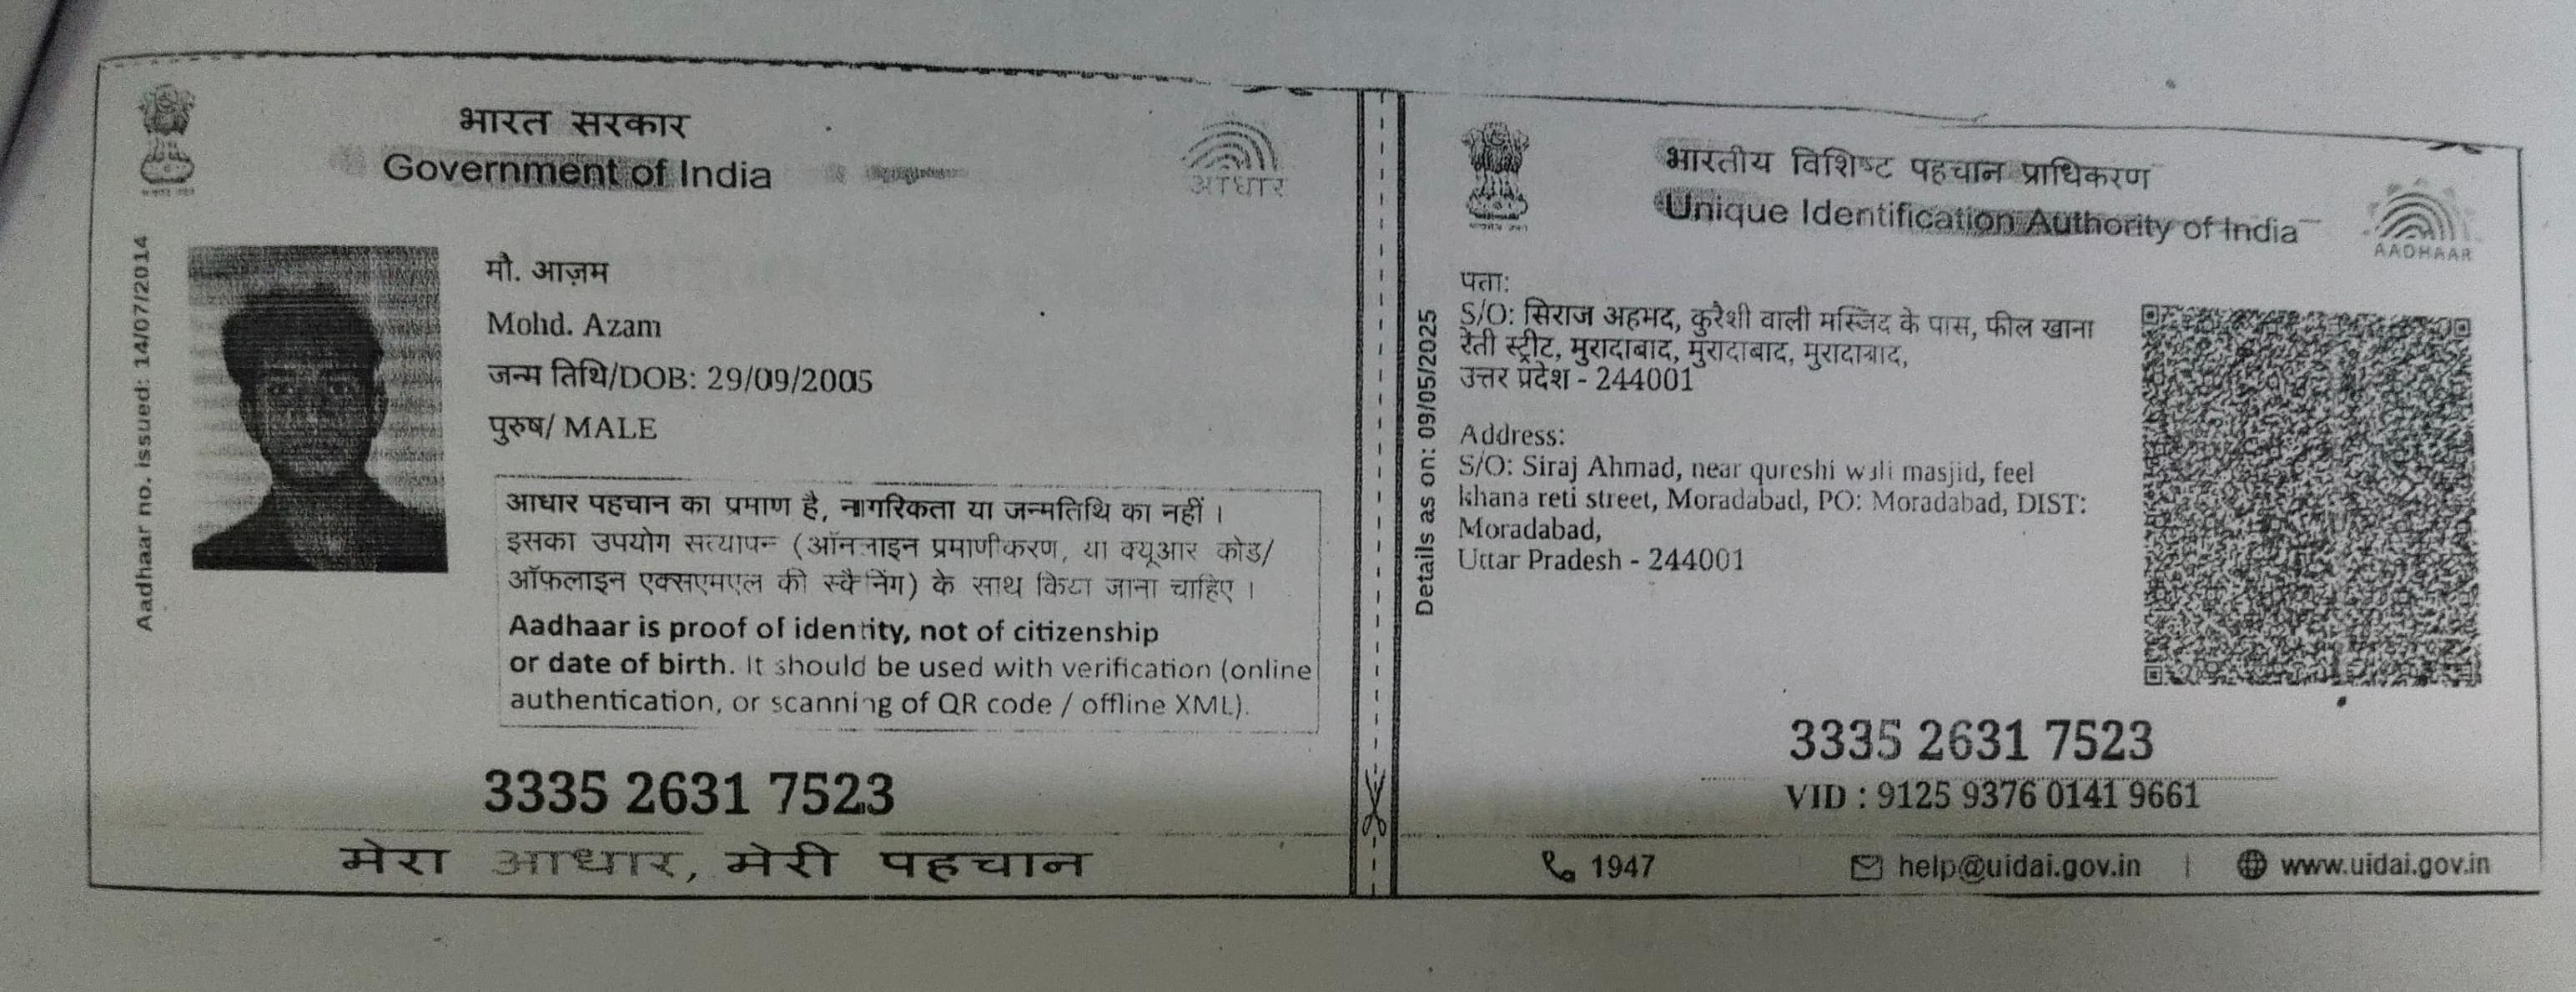 भारत सरकार
Government of India
आधार
Aadhaar no. issued: 14/07/2014
मौ. आज़म
Mohd. Azam
जन्म तिथि/DOB: 29/09/2005
पुरुष/ MALE
आधार पहचान का प्रमाण है, नागरिकता या जन्मतिथि का नहीं ।
इसका उपयोग सत्यापन (ऑनलाइन प्रमाणीकरण, या क्यूआर कोड/
ऑफलाइन एक्सएमएल की स्कैनिंग) के साथ किया जाना चाहिए ।
Aadhaar is proof of identity, not of citizenship
or date of birth. It should be used with verification (online
authentication, or scanning of QR code / offline XML).
3335 2631 7523
मेरा आधार, मेरी पहचान
भारतीय विशिष्ट पहचान प्राधिकरण
Unique Identification Authority of India
AADHAAR
Details as on: 09/05/2025
पता:
S/O: सिराज अहमद, कुरैशी वाली मस्जिद के पास, फील खाना
रेती स्ट्रीट, मुरादाबाद, मुरादाबाद, मुरादाबाद,
उत्तर प्रदेश - 244001
Address:
S/O: Siraj Ahmad, near qureshi wali masjid, feel
khana reti street, Moradabad, PO: Moradabad, DIST:
Moradabad,
Uttar Pradesh - 244001
3335 2631 7523
VID : 9125 9376 0141 9661
1947
help@uidai.gov.in
www.uidai.gov.in